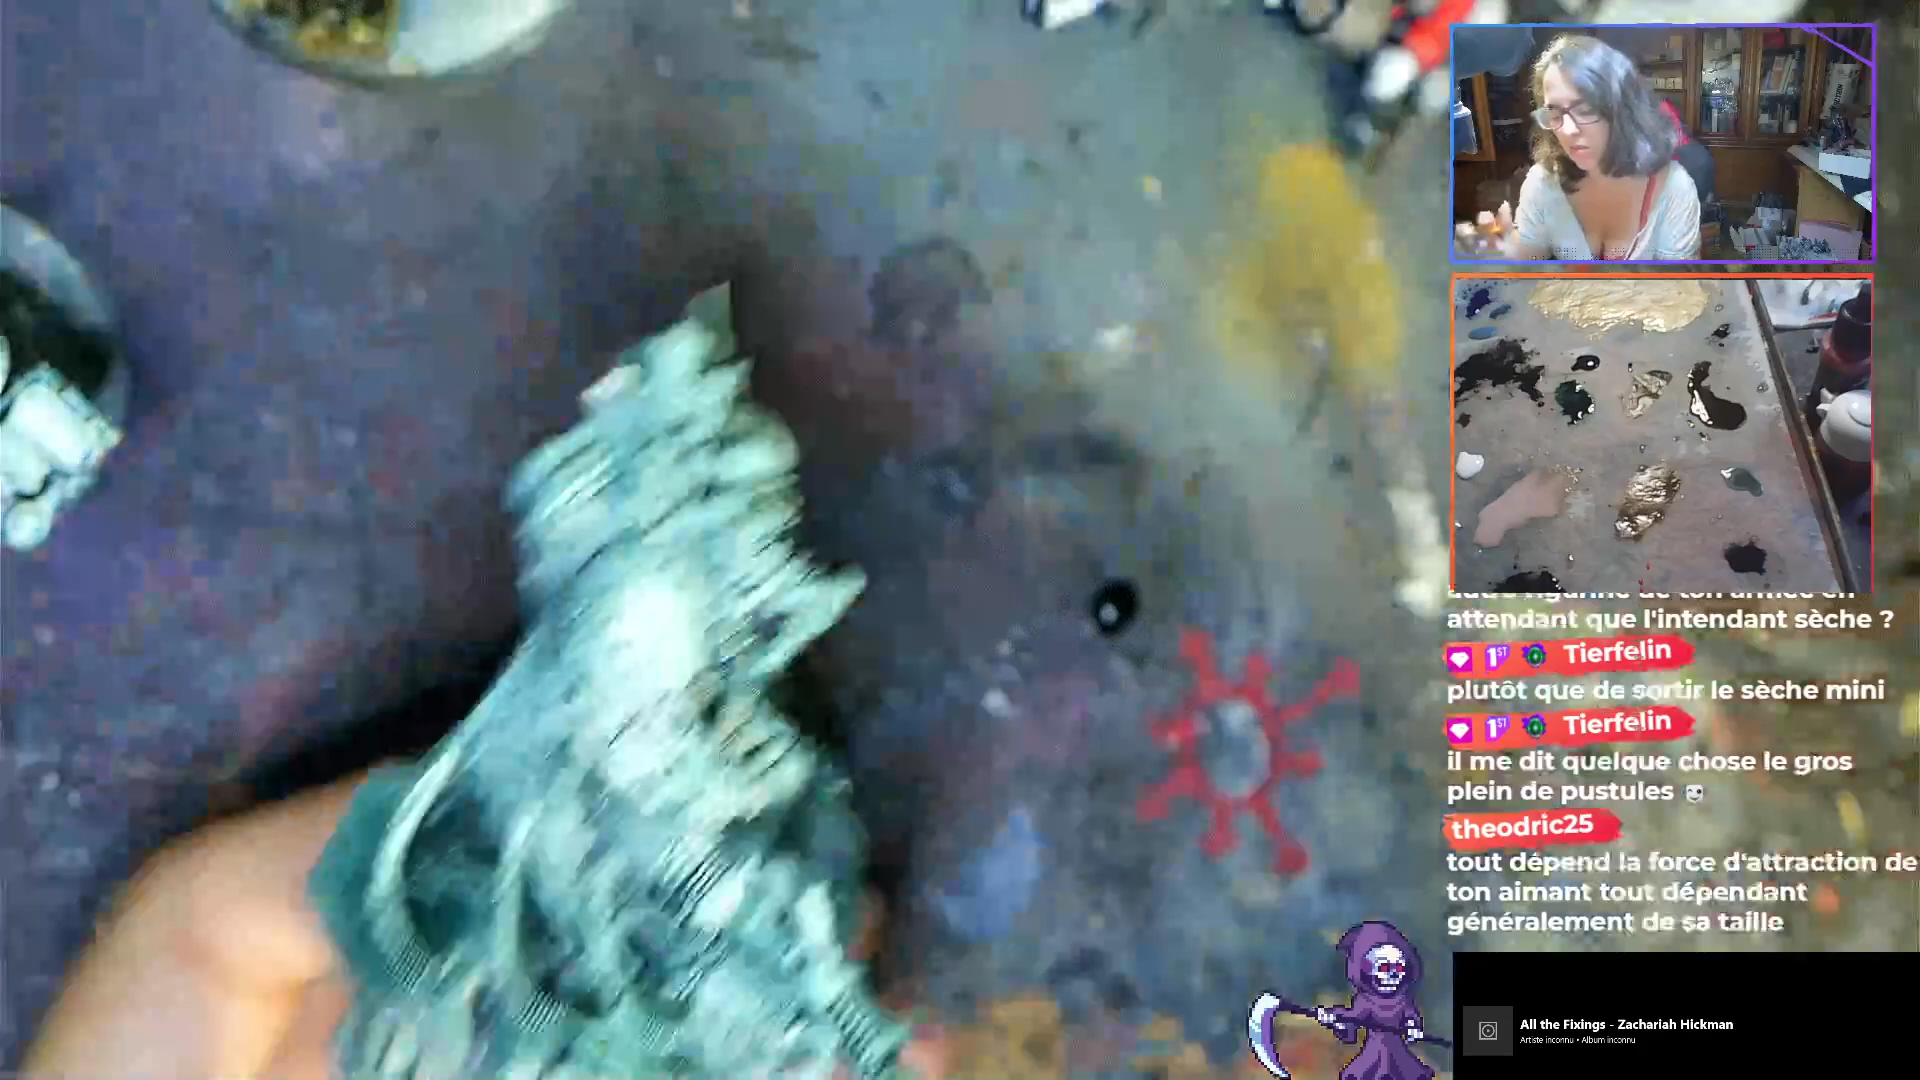 attendant que l'intendant sèche ?
1ST Tierfelin
plutôt que de sortir le sèche mini
1ST Tierfelin
il me dit quelque chose le gros
plein de pustules
theodric25
tout dépend la force d'attraction de
ton aimant tout dépendant
généralement de sa taille
All the Fixings - Zachariah Hickman
Artiste inconnu • Album inconnu